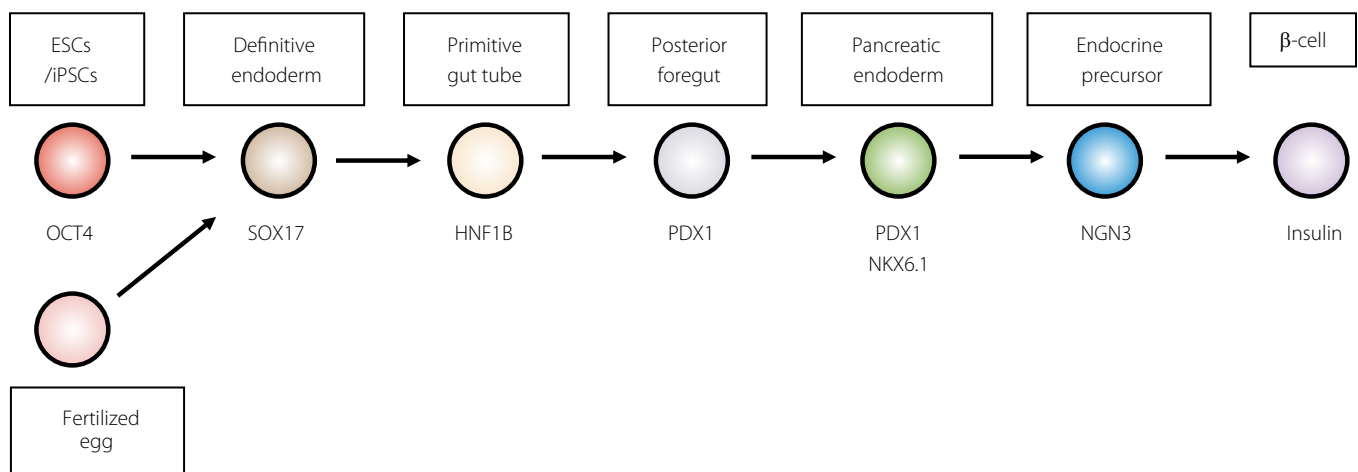 ESCs
/iPSCs
Definitive
endoderm
Primitive
gut tube
Posterior
foregut
Pancreatic
endoderm
Endocrine
precursor
β-cell
OCT4
SOX17
HNF1B
PDX1
PDX1
NKX6.1
NGN3
Insulin
Fertilized
egg